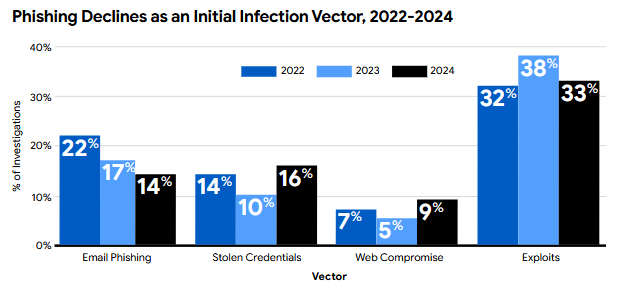 Phishing Declines as an Initial Infection Vector, 2022-2024
40%
2022
2023
2024
30%
20%
10%
0%
% of Investigations
22%
17%
14%
14%
10%
16%
7%
5%
9%
32%
38%
33%
Email Phishing
Stolen Credentials
Web Compromise
Exploits
Vector